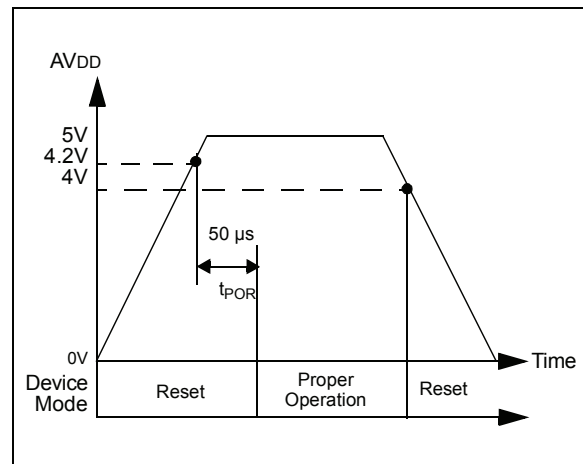 AVDD
5V
4.2V
4V
50 µs
tPOR
0V
Time
Device
Mode
Reset
Proper
Operation
Reset